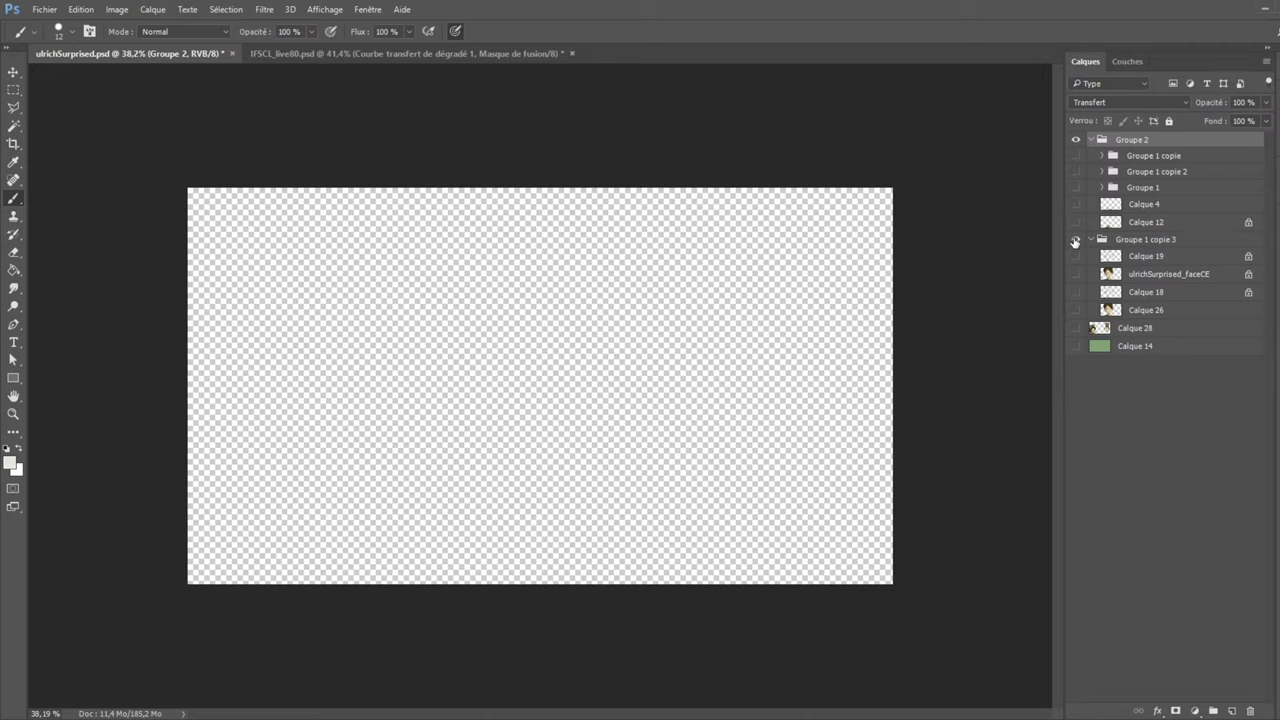 Ps Fichier Edition Image Calque Texte Sélection Filtre 3D Affichage Fenêtre Aide
12 Mode : Normal Opacité : 100 % Flux : 100 %
ulrichSurprised.psd @ 38,2% (Groupe 2, RVB/8) * × IFSCL_live80.psd @ 41,4% (Courbe transfert de dégradé 1, Masque de fusion/8) * ×
Calques Couches
Type
Transfert Opacité : 100 %
Verrou : Fond : 100 %
Groupe 2
Groupe 1 copie
Groupe 1 copie 2
Groupe 1
Calque 4
Calque 12
Groupe 1 copie 3
Calque 19
ulrichSurprised_faceCE
Calque 18
Calque 26
Calque 28
Calque 14
38,19 % Doc : 11,4 Mo/185,2 Mo